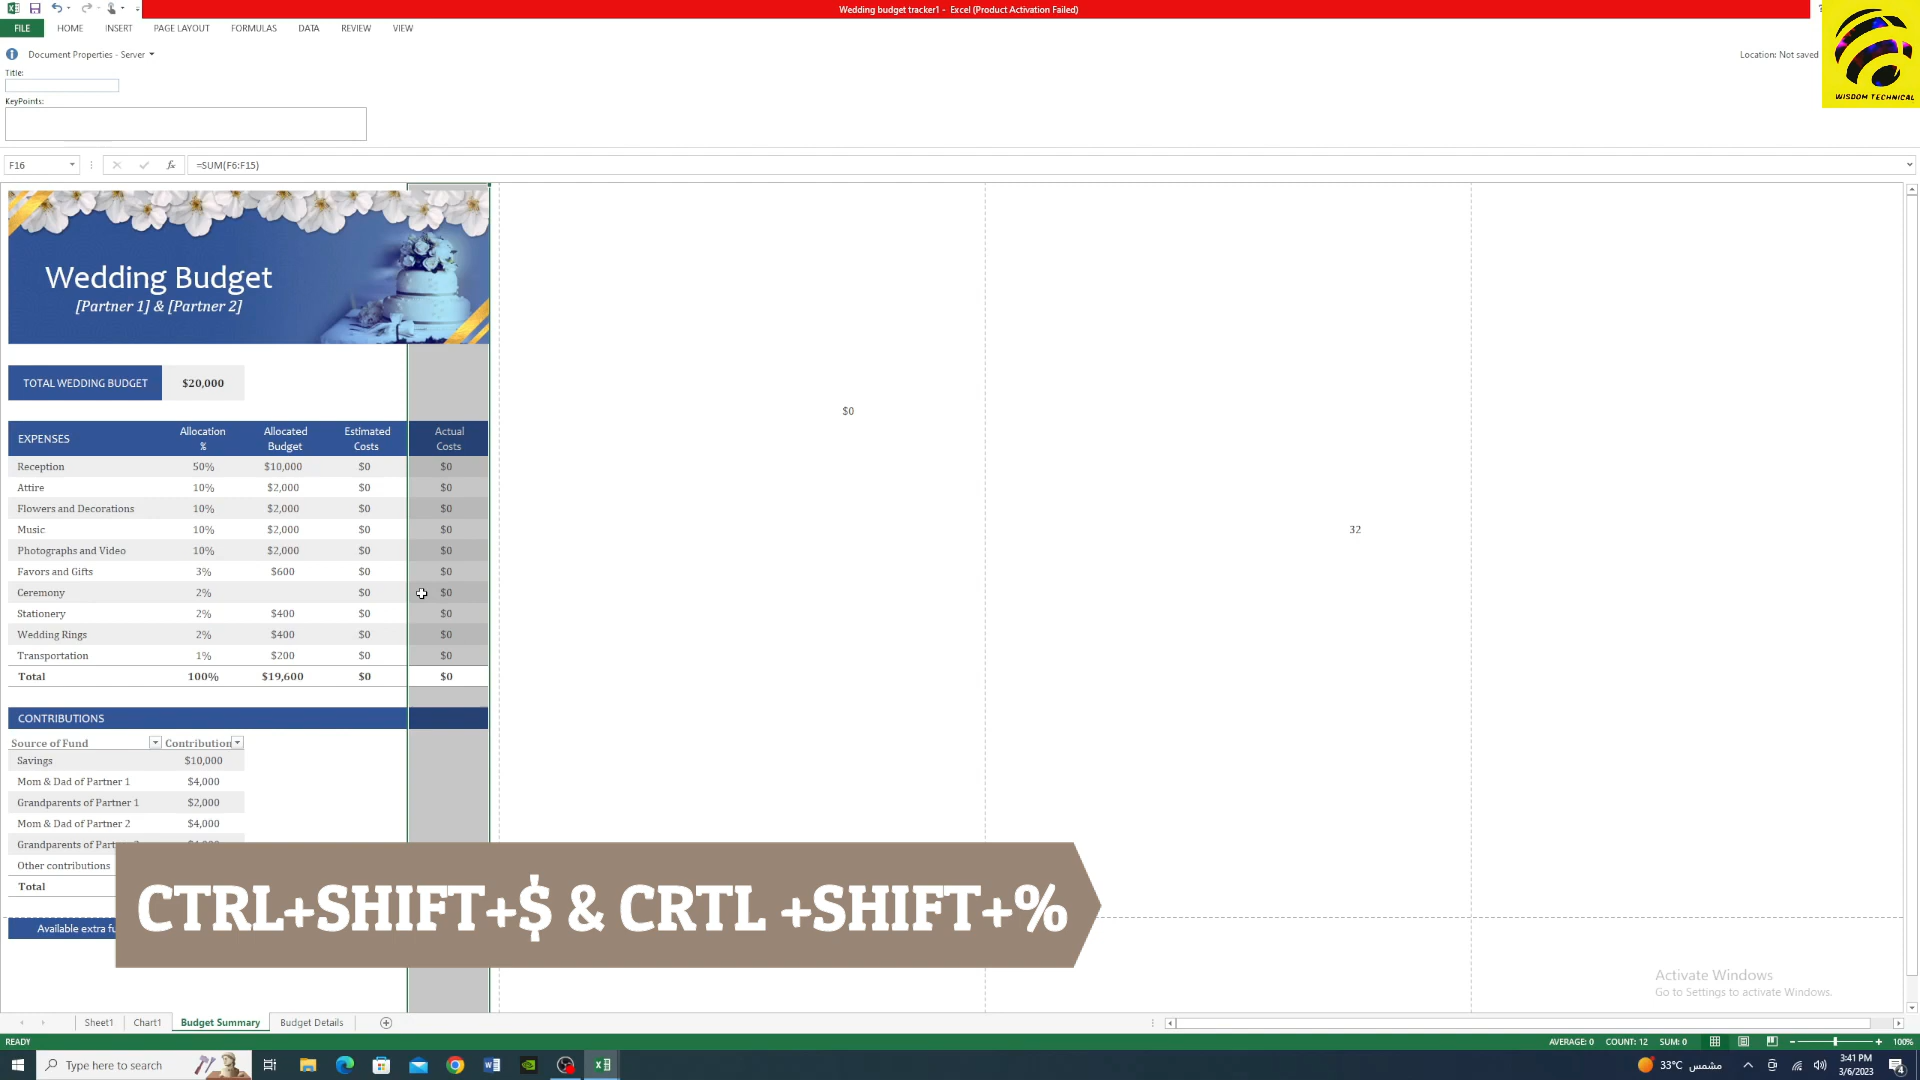 Wedding budget tracker1 - Excel (Product Activation Failed)
FILE HOME INSERT PAGE LAYOUT FORMULAS DATA REVIEW VIEW
Document Properties - Server
Location: Not saved
WISDOM TECHNICAL
Title:
KeyPoints:
F16
fx
=SUM(F6:F15)
Wedding Budget
[Partner 1] & [Partner 2]
TOTAL WEDDING BUDGET $20,000
$0
EXPENSES Allocation % Allocated Budget Estimated Costs Actual Costs
Reception 50% $10,000 $0 $0
Attire 10% $2,000 $0 $0
Flowers and Decorations 10% $2,000 $0 $0
Music 10% $2,000 $0 $0
32
Photographs and Video 10% $2,000 $0 $0
Favors and Gifts 3% $600 $0 $0
Ceremony 2% $0 $0
Stationery 2% $400 $0 $0
Wedding Rings 2% $400 $0 $0
Transportation 1% $200 $0 $0
Total 100% $19,600 $0 $0
CONTRIBUTIONS
Source of Fund Contribution
Savings $10,000
Mom & Dad of Partner 1 $4,000
Grandparents of Partner 1 $2,000
Mom & Dad of Partner 2 $4,000
Grandparents of
Other contributions
Total
CTRL+SHIFT+$ & CRTL +SHIFT+%
Available extra
Activate Windows
Go to Settings to activate Windows.
Sheet1 Chart1 Budget Summary Budget Details
READY
AVERAGE: 0 COUNT: 12 SUM: 0 100%
Type here to search
33°C مشمس
3:41 PM
3/6/2023
4